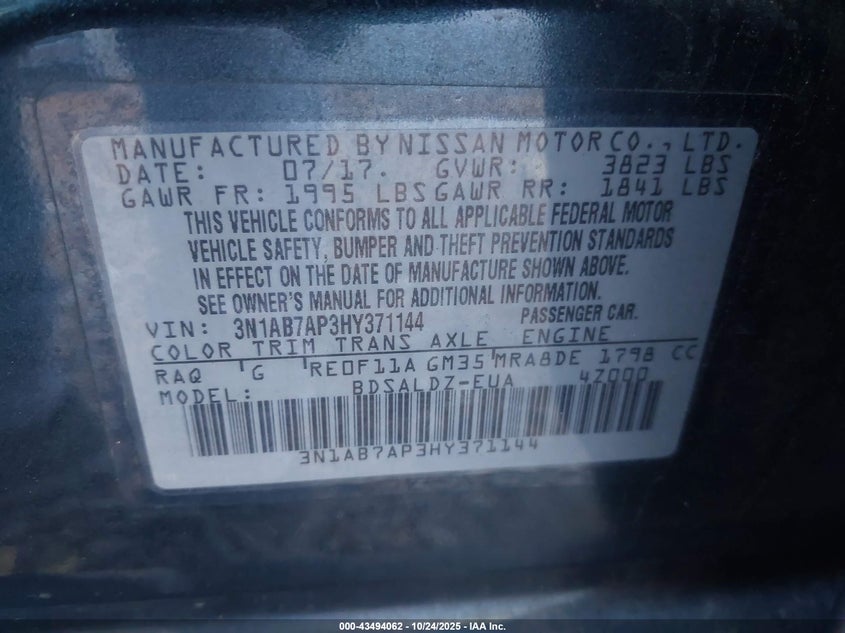 MANUFACTURED BY NISSAN MOTOR CO., LTD.
DATE: 07/17. GVWR: 3823 LBS
GAWR FR: 1995 LBS GAWR RR: 1841 LBS
THIS VEHICLE CONFORMS TO ALL APPLICABLE FEDERAL MOTOR
VEHICLE SAFETY, BUMPER AND THEFT PREVENTION STANDARDS
IN EFFECT ON THE DATE OF MANUFACTURE SHOWN ABOVE.
SEE OWNER'S MANUAL FOR ADDITIONAL INFORMATION.
VIN: 3N1AB7AP3HY371144 PASSENGER CAR.
COLOR TRIM TRANS AXLE ENGINE
RAQ G RE0F11A GM35 MRA8DE 1798 CC
MODEL: BDSALDZ-EUA 4Z000
3N1AB7AP3HY371144
000-43494062 - 10/24/2025 - IAA Inc.